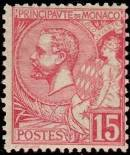 PRINCIPAUTÉ DE MONACO
POSTES
15